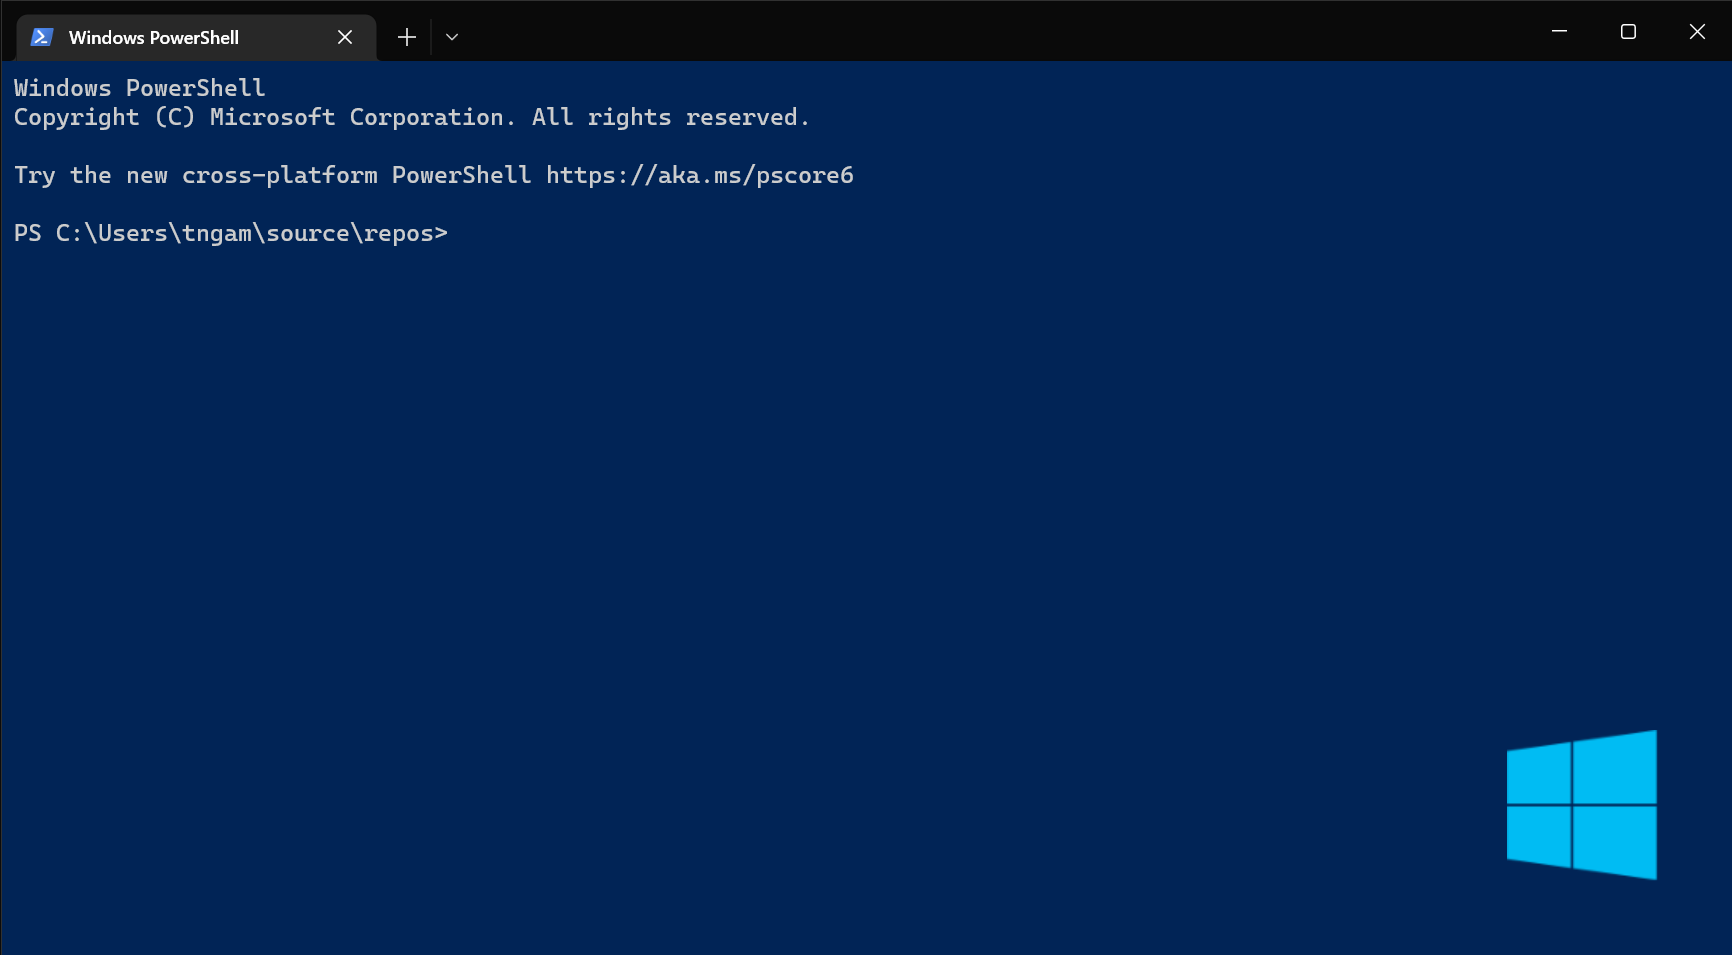 Windows PowerShell
Windows PowerShell
Copyright (C) Microsoft Corporation. All rights reserved.
Try the new cross-platform PowerShell https://aka.ms/pscore6
PS C:\Users\tngam\source\repos>